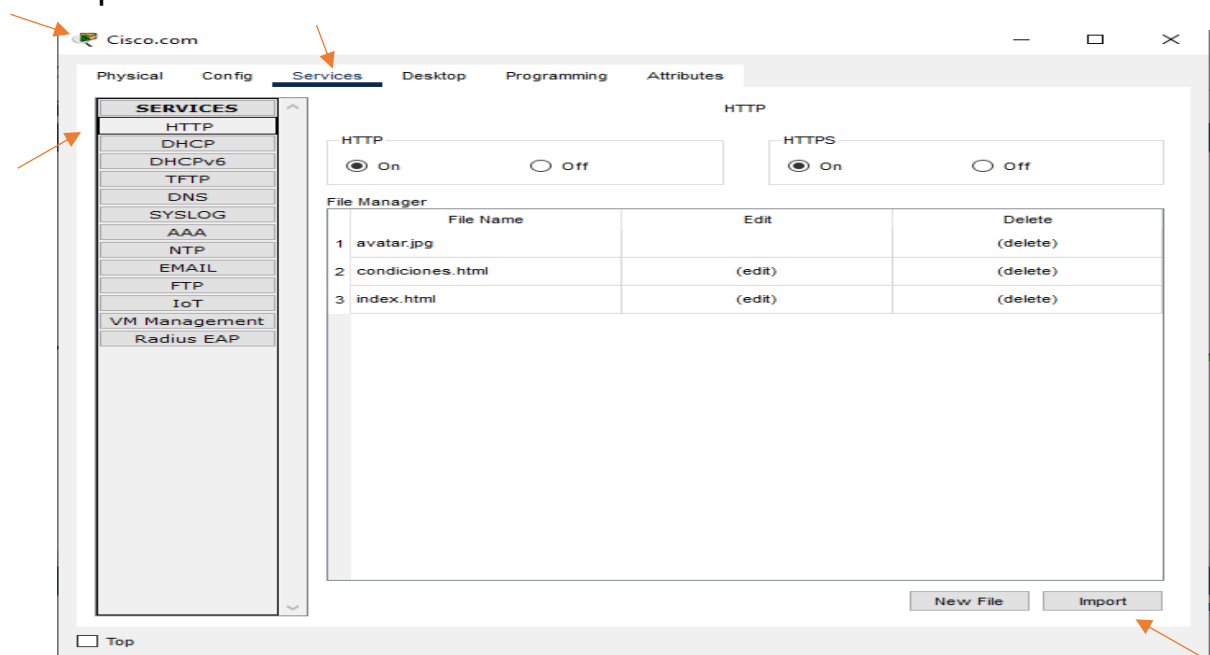 Cisco.com
Physical Config Services Desktop Programming Attributes
SERVICES
HTTP
DHCP
DHCPv6
TFTP
DNS
SYSLOG
AAA
NTP
EMAIL
FTP
IoT
VM Management
Radius EAP
HTTP
HTTP
On Off
HTTPS
On Off
File Manager
File Name Edit Delete
1 avatar.jpg (delete)
2 condiciones.html (edit) (delete)
3 index.html (edit) (delete)
New File Import
Top